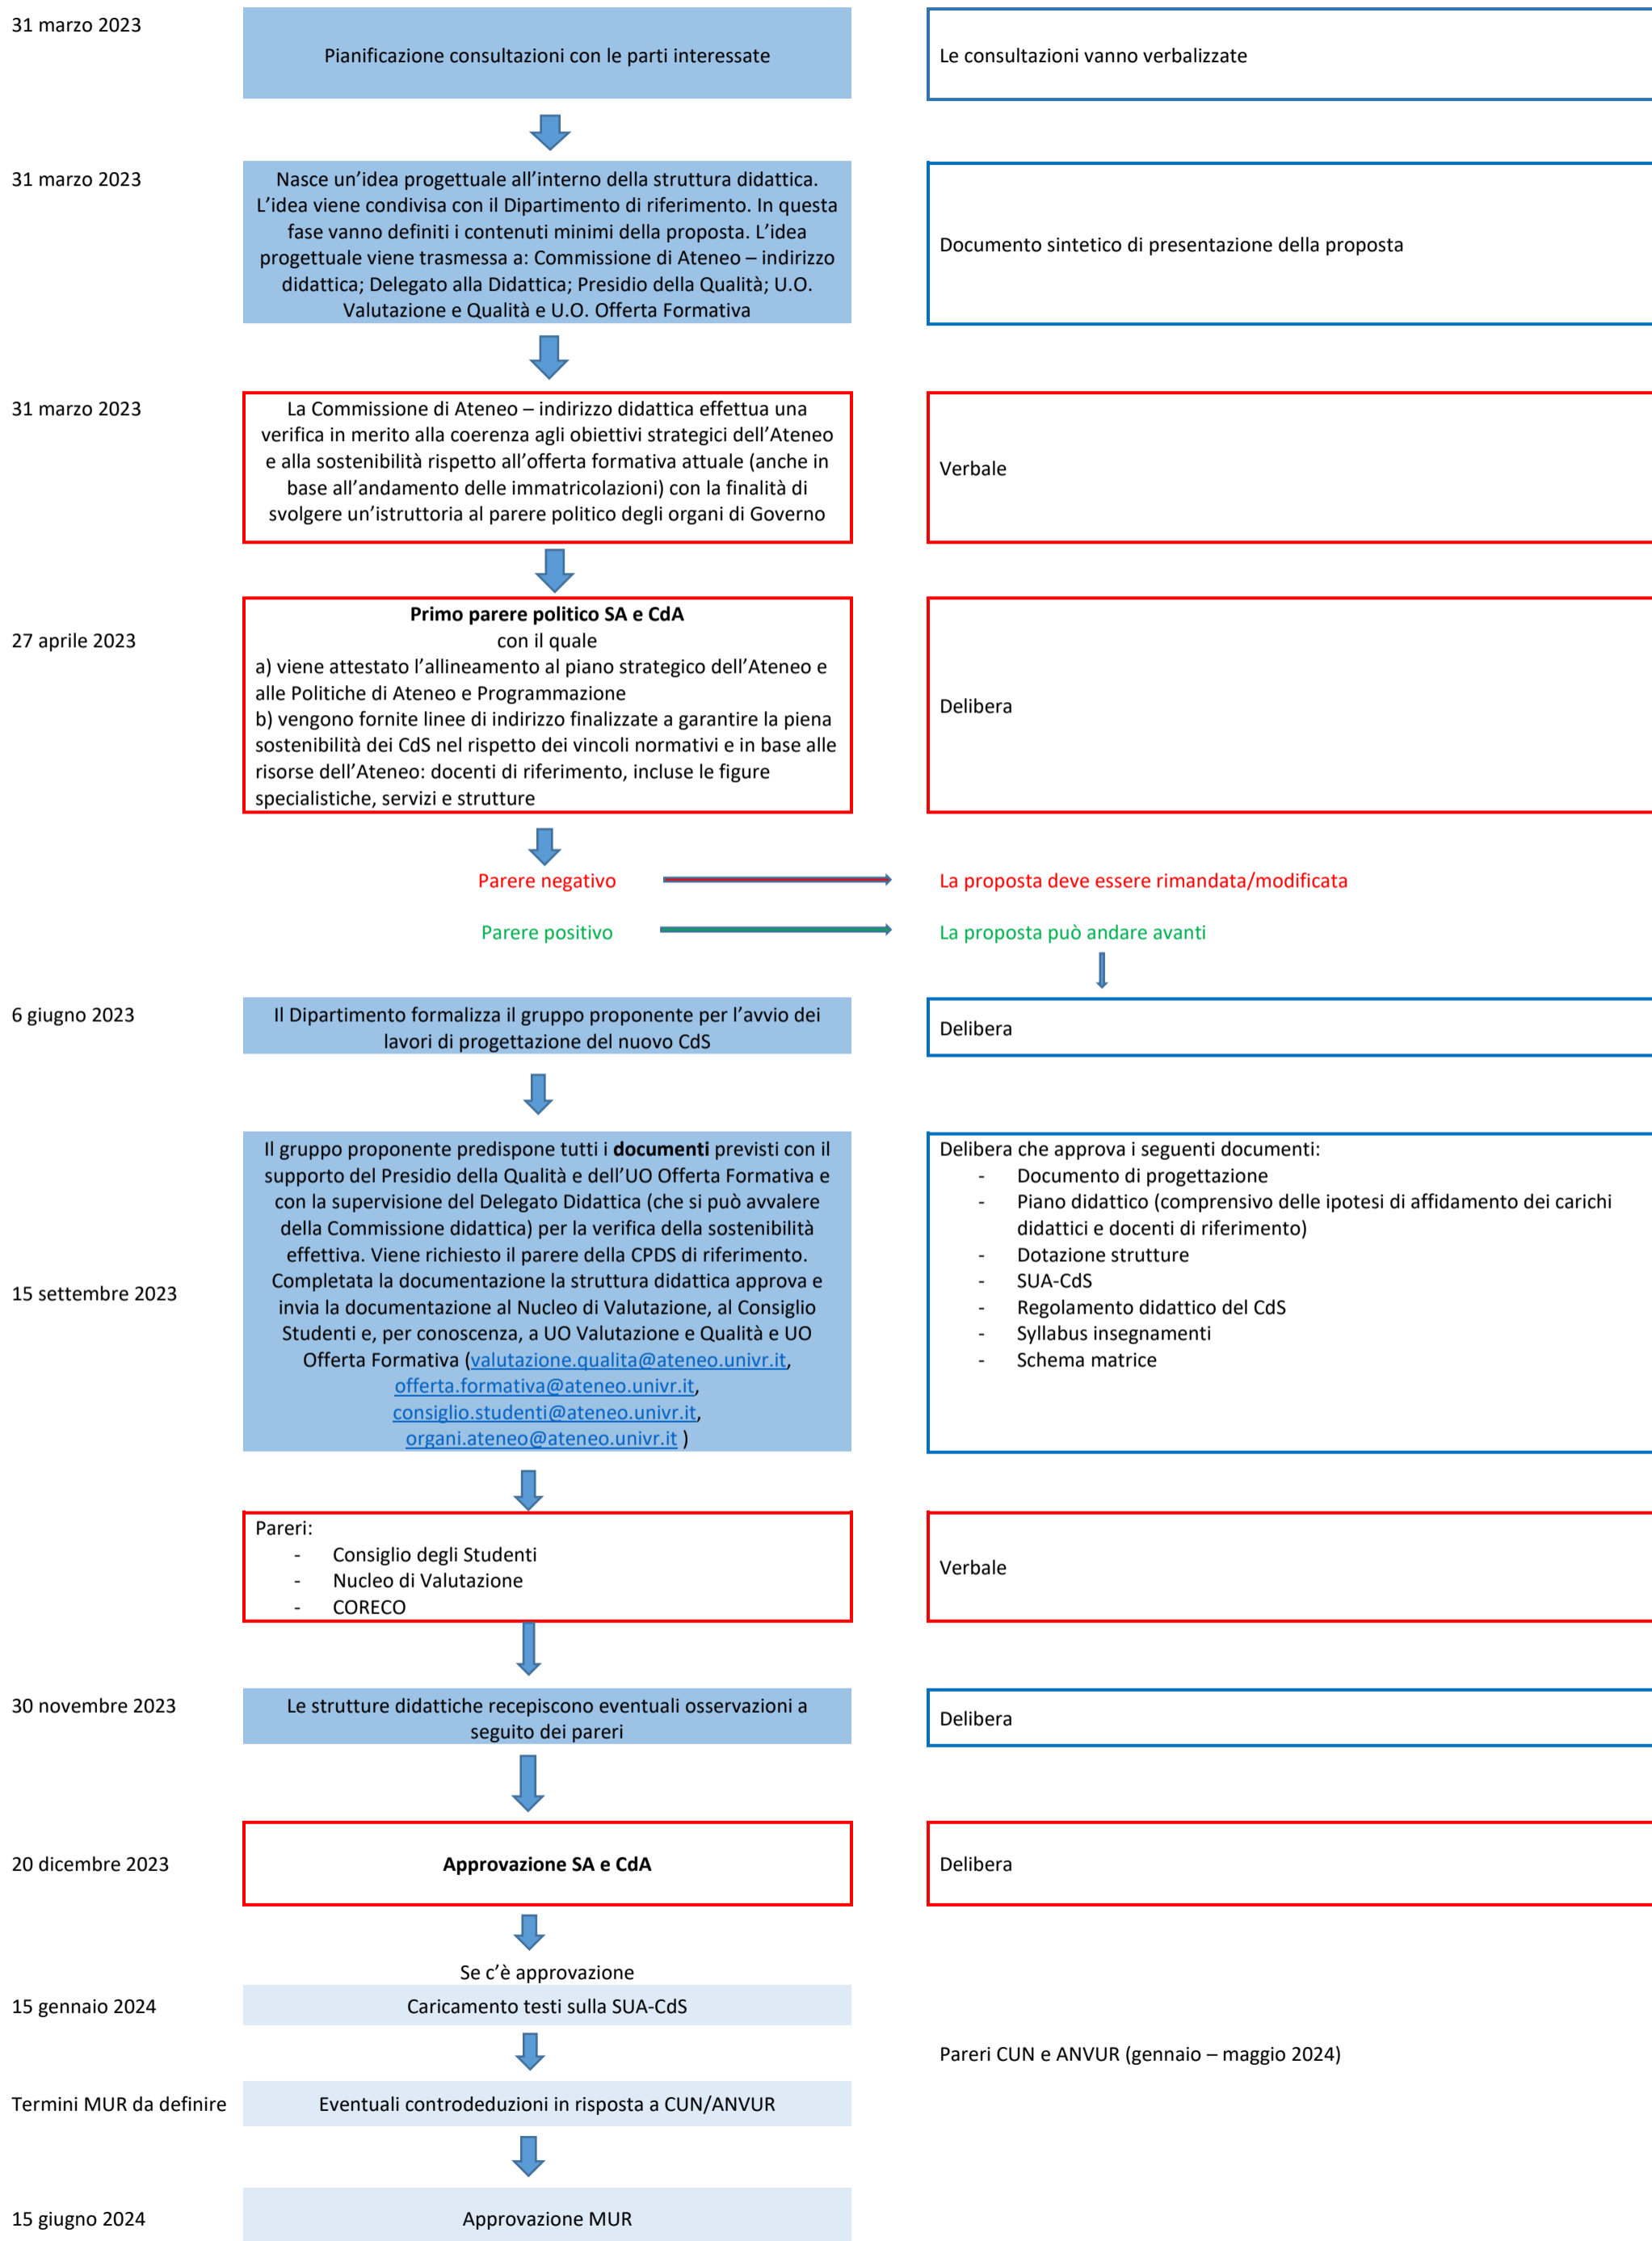 31 marzo 2023
Pianificazione consultazioni con le parti interessate
Le consultazioni vanno verbalizzate
31 marzo 2023
Nasce un’idea progettuale all’interno della struttura didattica.
L’idea viene condivisa con il Dipartimento di riferimento. In questa
fase vanno definiti i contenuti minimi della proposta. L’idea
progettuale viene trasmessa a: Commissione di Ateneo – indirizzo
didattica; Delegato alla Didattica; Presidio della Qualità; U.O.
Valutazione e Qualità e U.O. Offerta Formativa
Documento sintetico di presentazione della proposta
31 marzo 2023
La Commissione di Ateneo – indirizzo didattica effettua una
verifica in merito alla coerenza agli obiettivi strategici dell’Ateneo
e alla sostenibilità rispetto all’offerta formativa attuale (anche in
base all’andamento delle immatricolazioni) con la finalità di
svolgere un’istruttoria al parere politico degli organi di Governo
Verbale
27 aprile 2023
Primo parere politico SA e CdA
con il quale
a) viene attestato l’allineamento al piano strategico dell’Ateneo e
alle Politiche di Ateneo e Programmazione
b) vengono fornite linee di indirizzo finalizzate a garantire la piena
sostenibilità dei CdS nel rispetto dei vincoli normativi e in base alle
risorse dell’Ateneo: docenti di riferimento, incluse le figure
specialistiche, servizi e strutture
Delibera
Parere negativo
La proposta deve essere rimandata/modificata
Parere positivo
La proposta può andare avanti
6 giugno 2023
Il Dipartimento formalizza il gruppo proponente per l’avvio dei
lavori di progettazione del nuovo CdS
Delibera
15 settembre 2023
Il gruppo proponente predispone tutti i documenti previsti con il
supporto del Presidio della Qualità e dell’UO Offerta Formativa e
con la supervisione del Delegato Didattica (che si può avvalere
della Commissione didattica) per la verifica della sostenibilità
effettiva. Viene richiesto il parere della CPDS di riferimento.
Completata la documentazione la struttura didattica approva e
invia la documentazione al Nucleo di Valutazione, al Consiglio
Studenti e, per conoscenza, a UO Valutazione e Qualità e UO
Offerta Formativa (valutazione.qualita@ateneo.univr.it,
offerta.formativa@ateneo.univr.it,
consiglio.studenti@ateneo.univr.it,
organi.ateneo@ateneo.univr.it )
Delibera che approva i seguenti documenti:
- Documento di progettazione
- Piano didattico (comprensivo delle ipotesi di affidamento dei carichi
didattici e docenti di riferimento)
- Dotazione strutture
- SUA-CdS
- Regolamento didattico del CdS
- Syllabus insegnamenti
- Schema matrice
Pareri:
- Consiglio degli Studenti
- Nucleo di Valutazione
- CORECO
Verbale
30 novembre 2023
Le strutture didattiche recepiscono eventuali osservazioni a
seguito dei pareri
Delibera
20 dicembre 2023
Approvazione SA e CdA
Delibera
Se c’è approvazione
15 gennaio 2024
Caricamento testi sulla SUA-CdS
Pareri CUN e ANVUR (gennaio – maggio 2024)
Termini MUR da definire
Eventuali controdeduzioni in risposta a CUN/ANVUR
15 giugno 2024
Approvazione MUR